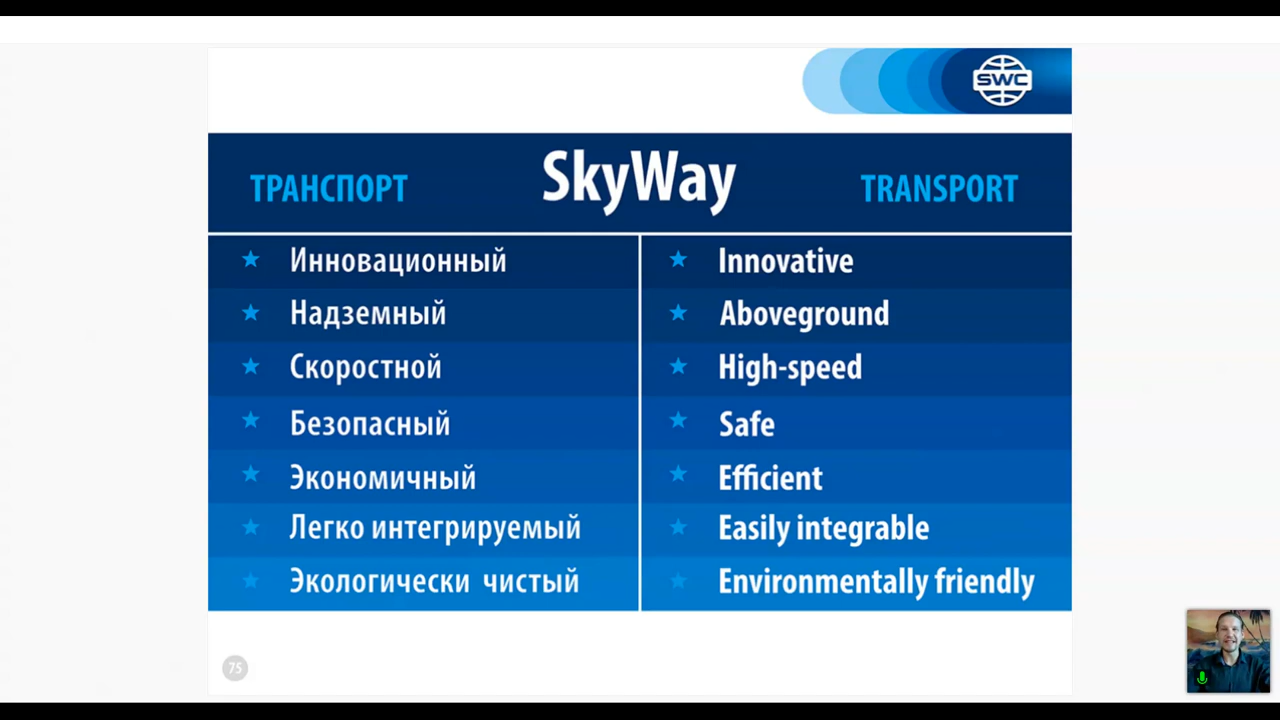 SWC
ТРАНСПОРТ SkyWay TRANSPORT
Инновационный Innovative
Надземный Aboveground
Скоростной High-speed
Безопасный Safe
Экономичный Efficient
Легко интегрируемый Easily integrable
Экологически чистый Environmentally friendly
75